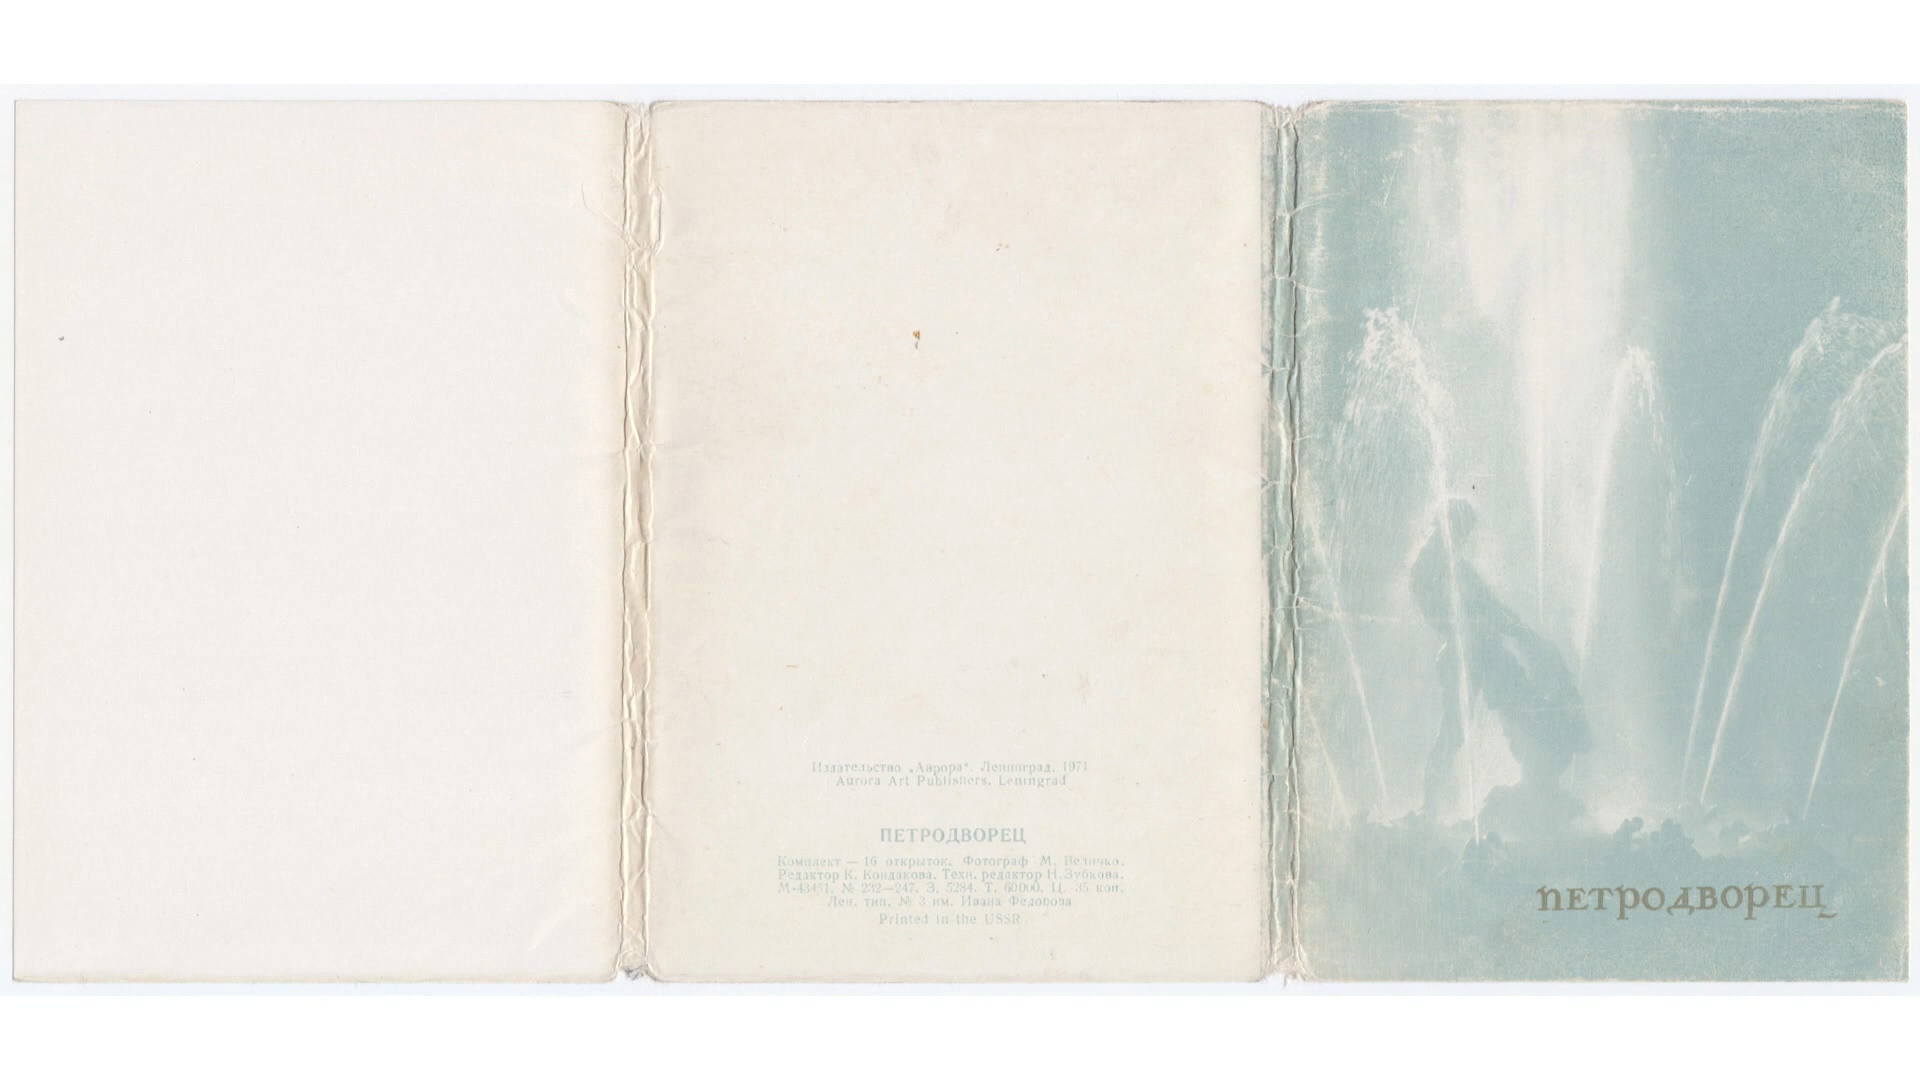 Издательство „Аврора“. Ленинград. 1971
Aurora Art Publishers. Leningrad
ПЕТРОДВОРЕЦ
Комплект — 16 открыток. Фотограф М. Величко.
Редактор К. Кондакова. Техн. редактор Н. Зубкова.
М-43451. № 232—247. З. 5284. Т. 60000. Ц. 35 коп.
Лен. тип. № 3 им. Ивана Федорова
Printed in the USSR
ПЕТРОДВОРЕЦ